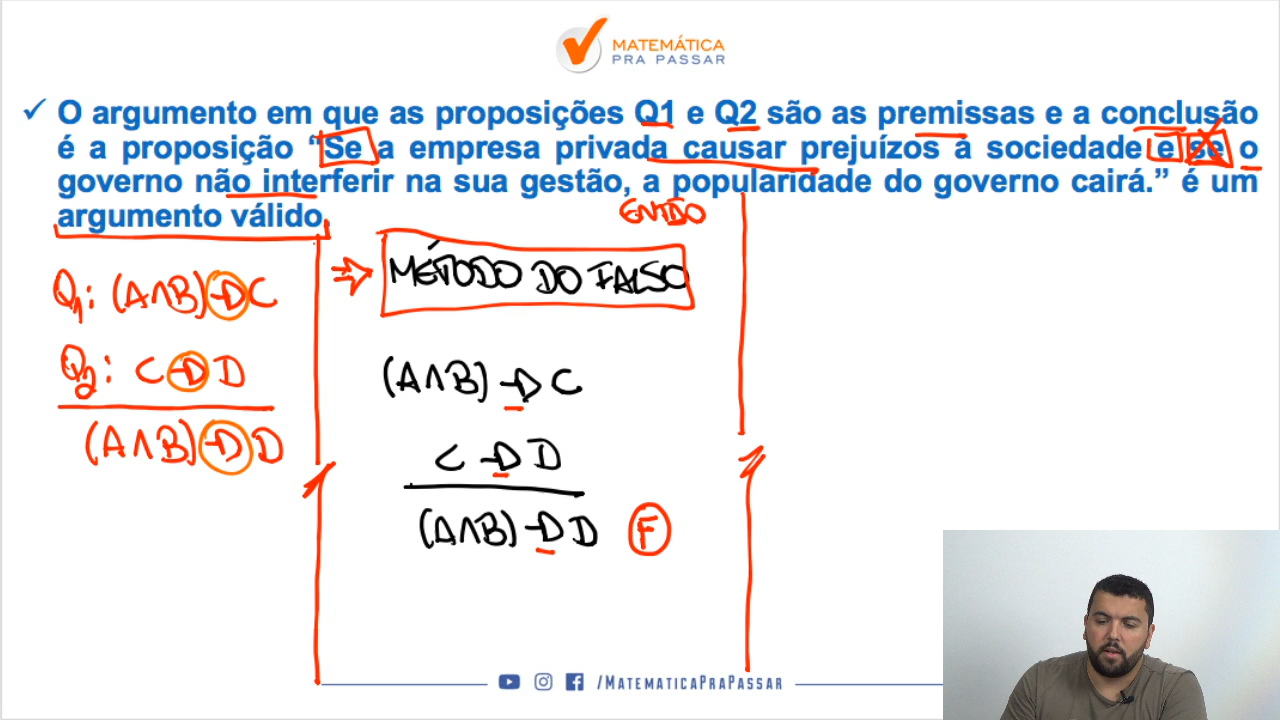 MATEMÁTICA
PRA PASSAR
✓ O argumento em que as proposições Q1 e Q2 são as premissas e a conclusão
é a proposição “Se a empresa privada causar prejuízos à sociedade e se o
governo não interferir na sua gestão, a popularidade do governo cairá.” é um
argumento válido.
ENTÃO
⇒ MÉTODO DO FALSO
Q1: (A∧B)→C
Q2: C→D
(A∧B)→D
(A∧B)→C
C→D
(A∧B)→D F
/MATEMATICAPRAPASSAR